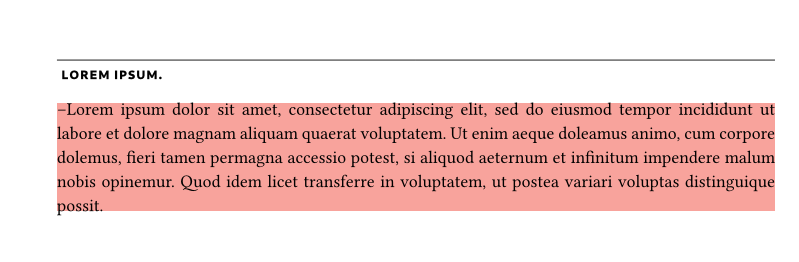 LOREM IPSUM.
–Lorem ipsum dolor sit amet, consectetur adipiscing elit, sed do eiusmod tempor incididunt ut
labore et dolore magnam aliquam quaerat voluptatem. Ut enim aeque doleamus animo, cum corpore
dolemus, fieri tamen permagna accessio potest, si aliquod aeternum et infinitum impendere malum
nobis opinemur. Quod idem licet transferre in voluptatem, ut postea variari voluptas distinguique
possit.